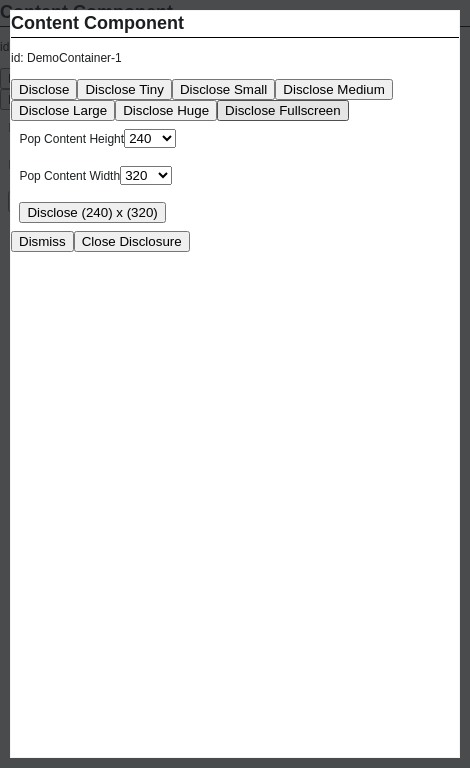 Content Component
id: DemoContainer-1
Disclose Disclose Tiny Disclose Small Disclose Medium
Disclose Large Disclose Huge Disclose Fullscreen
Pop Content Height 240
Pop Content Width 320
Disclose (240) x (320)
Dismiss Close Disclosure